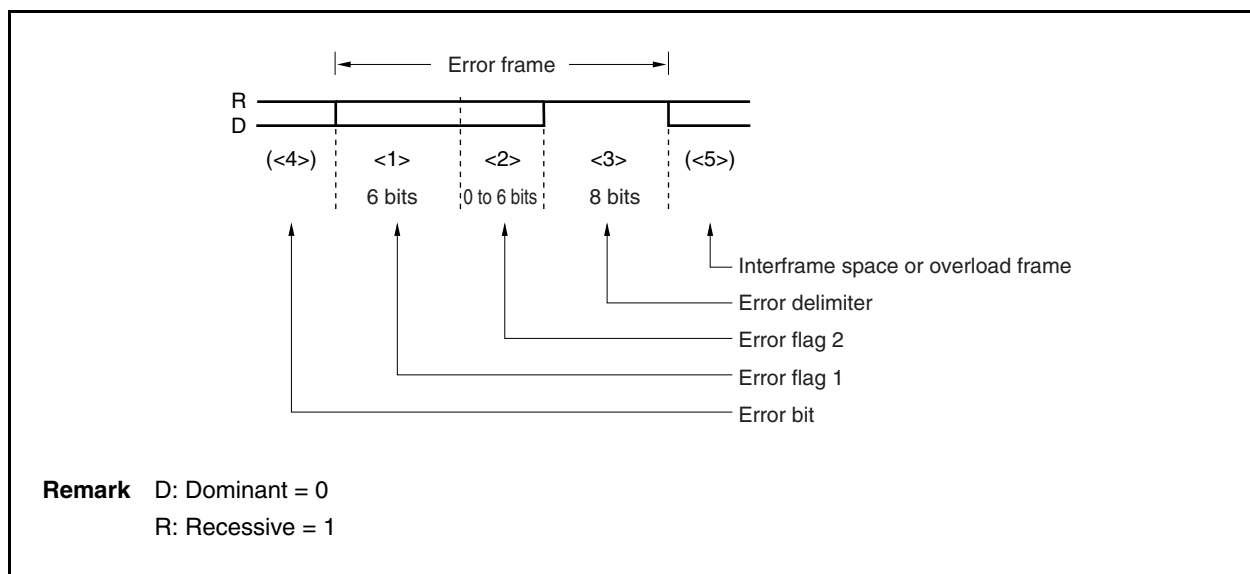 Error frame
R
D
(<4>) <1> <2> <3> (<5>)
6 bits 0 to 6 bits 8 bits
Interframe space or overload frame
Error delimiter
Error flag 2
Error flag 1
Error bit
Remark D: Dominant = 0
R: Recessive = 1